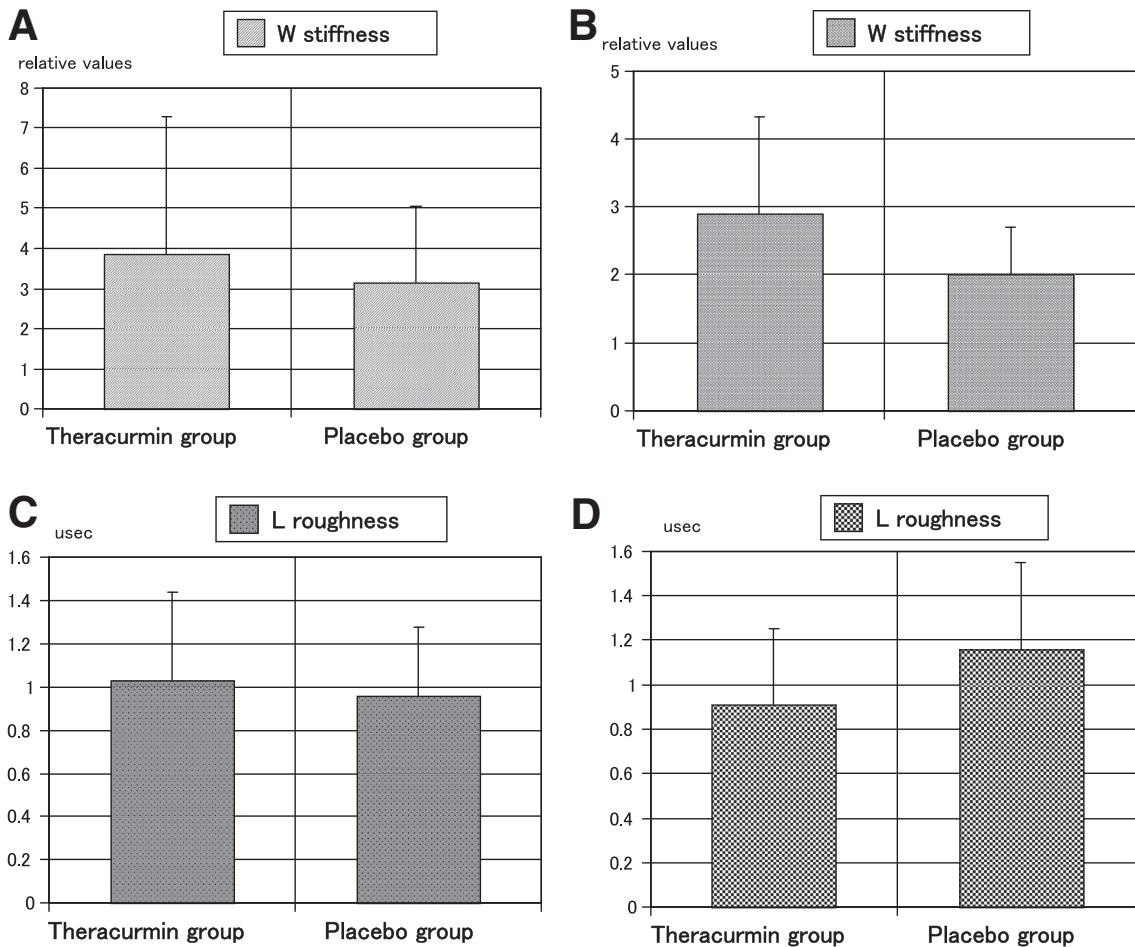 A
W stiffness
relative values
8
7
6
5
4
3
2
1
0
Theracurmin group
Placebo group
B
W stiffness
relative values
5
4
3
2
1
0
Theracurmin group
Placebo group
C
L roughness
usec
1.6
1.4
1.2
1
0.8
0.6
0.4
0.2
0
Theracurmin group
Placebo group
D
L roughness
usec
1.6
1.4
1.2
1
0.8
0.6
0.4
0.2
0
Theracurmin group
Placebo group